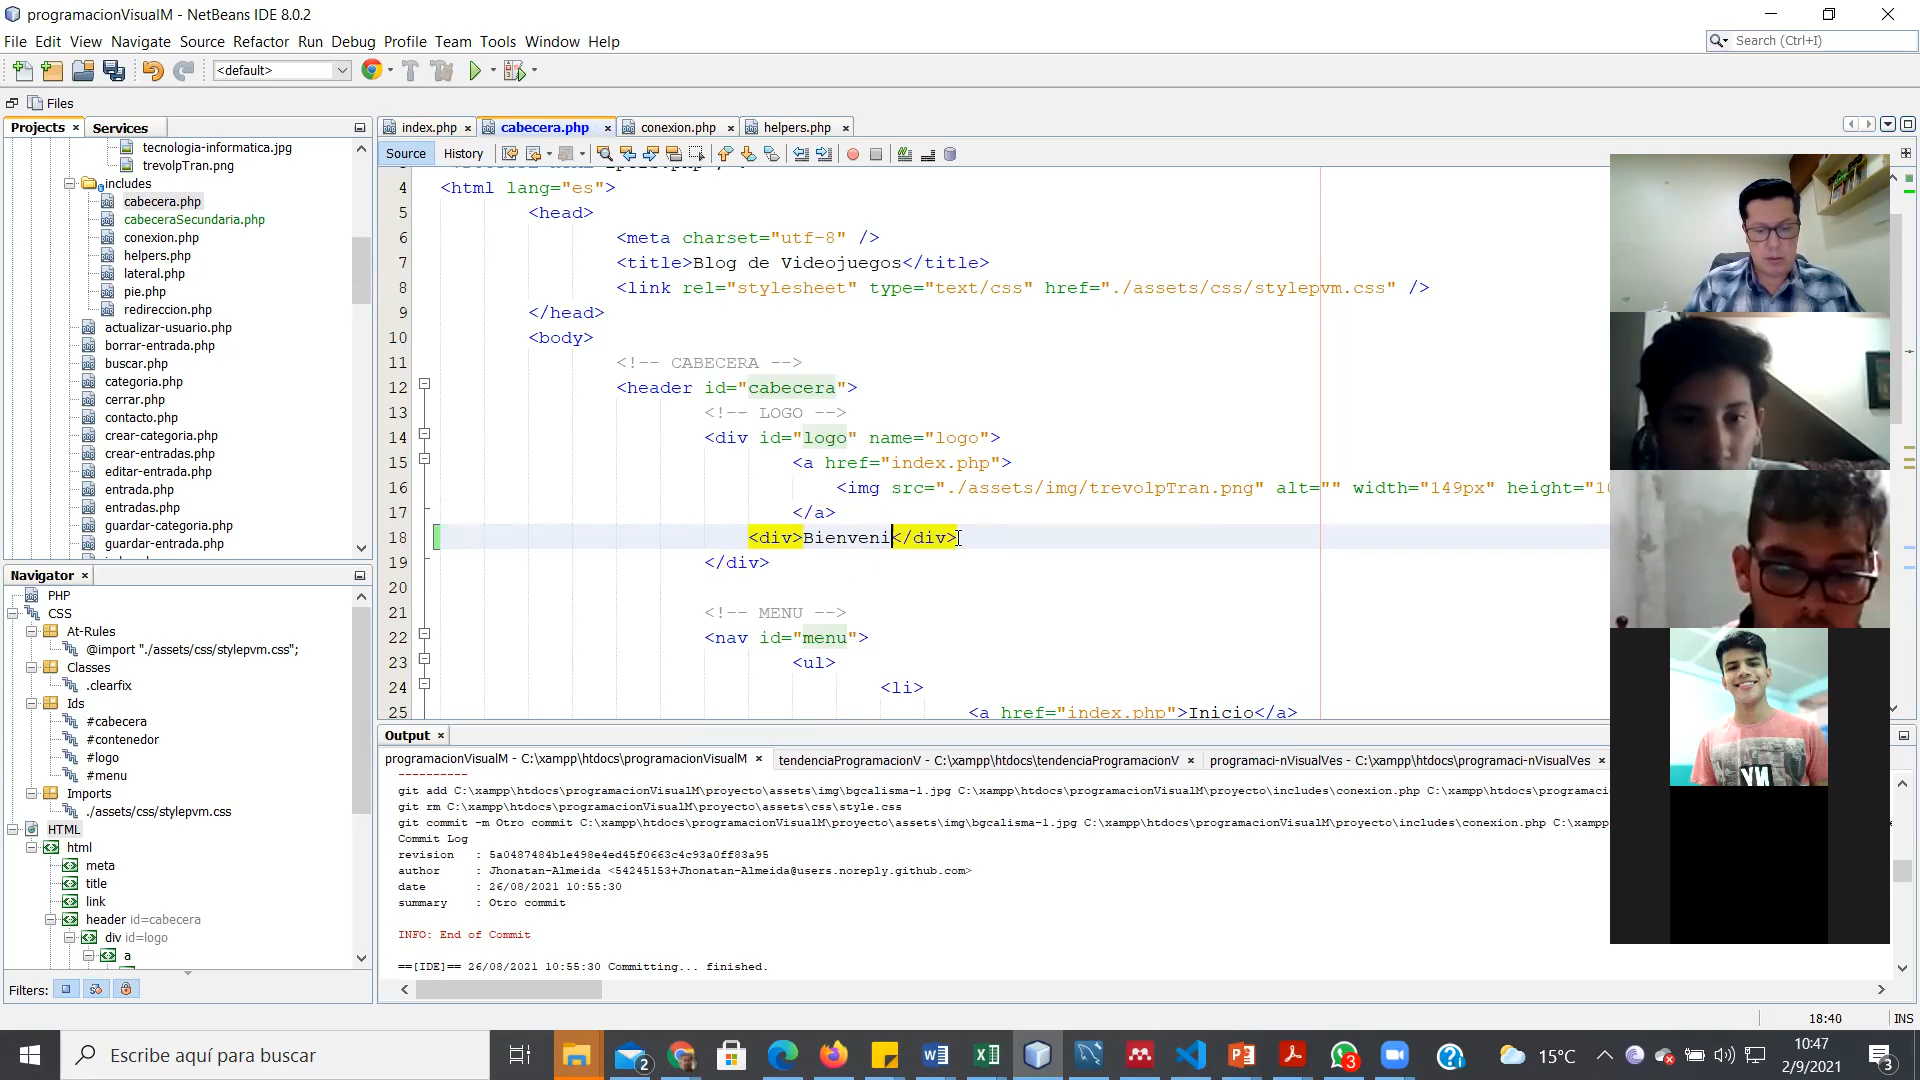 programacionVisualM - NetBeans IDE 8.0.2
File Edit View Navigate Source Refactor Run Debug Profile Team Tools Window Help
Search (Ctrl+I)
<default>
Files
Projects Services
tecnologia-informatica.jpg
trevolpTran.png
includes
cabecera.php
cabeceraSecundaria.php
conexion.php
helpers.php
lateral.php
pie.php
redireccion.php
actualizar-usuario.php
borrar-entrada.php
buscar.php
categoria.php
cerrar.php
contacto.php
crear-categoria.php
crear-entradas.php
editar-entrada.php
entrada.php
entradas.php
guardar-categoria.php
guardar-entrada.php
Navigator
PHP
CSS
At-Rules
@import "./assets/css/stylepvm.css";
Classes
.clearfix
Ids
#cabecera
#contenedor
#logo
#menu
Imports
./assets/css/stylepvm.css
HTML
html
meta
title
link
header id=cabecera
div id=logo
a
Filters:
index.php cabecera.php conexion.php helpers.php
Source History
4 <html lang="es">
5 <head>
6 <meta charset="utf-8" />
7 <title>Blog de Videojuegos</title>
8 <link rel="stylesheet" type="text/css" href="./assets/css/stylepvm.css" />
9 </head>
10 <body>
11 <!-- CABECERA -->
12 <header id="cabecera">
13 <!-- LOGO -->
14 <div id="logo" name="logo">
15 <a href="index.php">
16 <img src="./assets/img/trevolpTran.png" alt="" width="149px" height="10
17 </a>
18 <div>Bienveni</div>
19 </div>
20
21 <!-- MENU -->
22 <nav id="menu">
23 <ul>
24 <li>
25 <a href="index.php">Inicio</a>
Output
programacionVisualM - C:\xampp\htdocs\programacionVisualM tendenciaProgramacionV - C:\xampp\htdocs\tendenciaProgramacionV programaci-nVisualVes - C:\xampp\htdocs\programaci-nVisualVes
----------
git add C:\xampp\htdocs\programacionVisualM\proyecto\assets\img\bgcalisma-1.jpg C:\xampp\htdocs\programacionVisualM\proyecto\includes\conexion.php C:\xampp\htdocs\programacio
git rm C:\xampp\htdocs\programacionVisualM\proyecto\assets\css\style.css
git commit -m Otro commit C:\xampp\htdocs\programacionVisualM\proyecto\assets\img\bgcalisma-1.jpg C:\xampp\htdocs\programacionVisualM\proyecto\includes\conexion.php C:\xampp
Commit Log
revision : 5a0487484b1e498e4ed45f0663c4c93a0ff83a95
author : Jhonatan-Almeida <54245153+Jhonatan-Almeida@users.noreply.github.com>
date : 26/08/2021 10:55:30
summary : Otro commit
INFO: End of Commit
==[IDE]== 26/08/2021 10:55:30 Committing... finished.
18:40 INS
Escribe aquí para buscar
2
3
15°C
10:47
2/9/2021
3